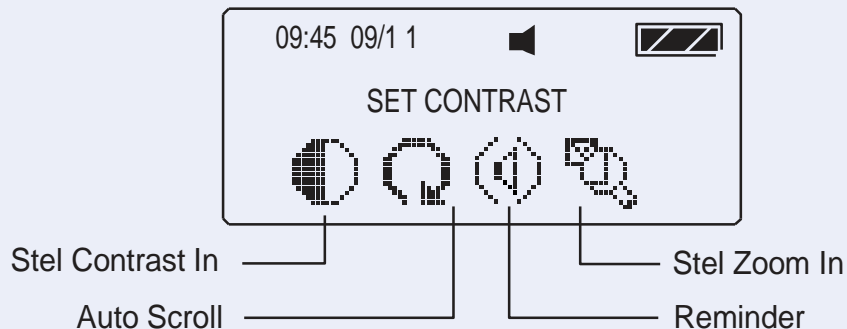 09:45 09/1 1
SET CONTRAST
Stel Contrast In
Stel Zoom In
Auto Scroll
Reminder